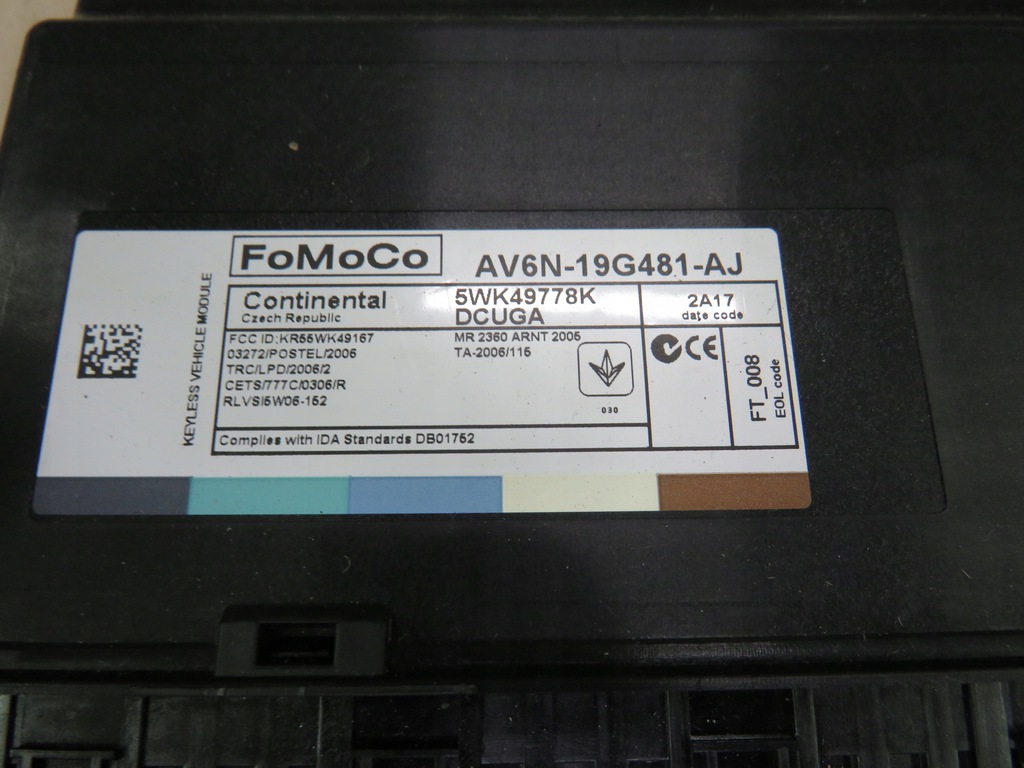 FoMoCo
AV6N-19G481-AJ
KEYLESS VEHICLE MODULE
Continental
Czech Republic
5WK49778K
DCUGA
2A17
date code
FCC ID:KR55WK49167
03272/POSTEL/2006
TRC/LPD/2006/2
CETS/777C/0306/R
RLVSI5W06-152
MR 2360 ARNT 2005
TA-2006/115
030
CE
FT_008
EOL code
Complies with IDA Standards DB01752